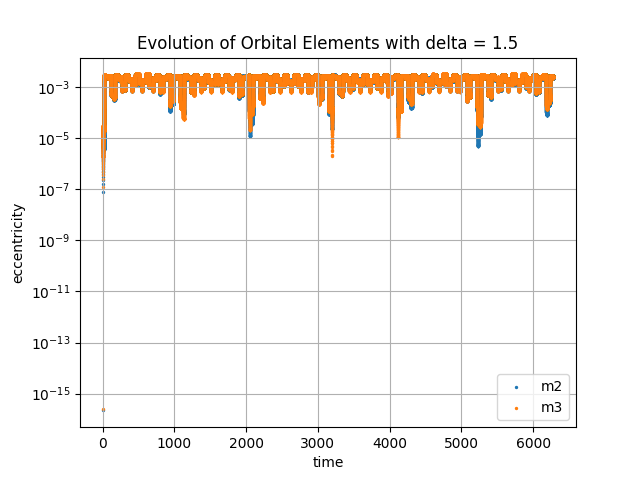 Evolution of Orbital Elements with delta = 1.5
eccentricity
10⁻³
10⁻⁵
10⁻⁷
10⁻⁹
10⁻¹¹
10⁻¹³
10⁻¹⁵
m2
m3
0 1000 2000 3000 4000 5000 6000
time